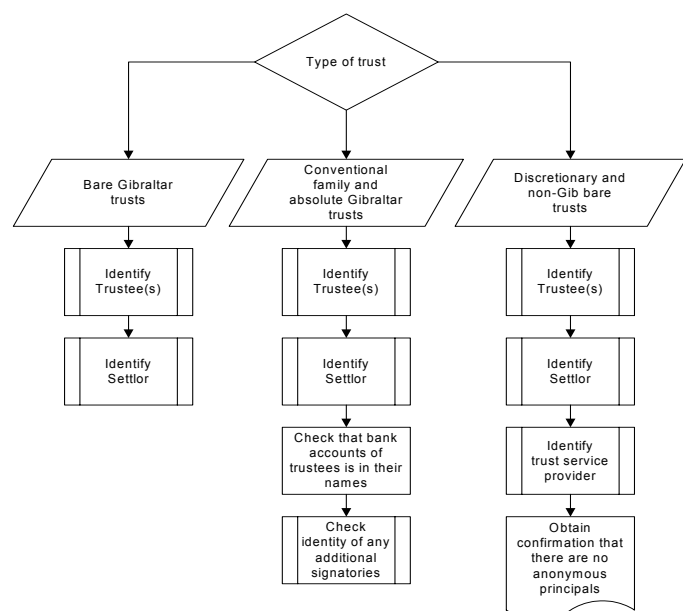 Type of trust
Bare Gibraltar
trusts
Conventional
family and
absolute Gibraltar
trusts
Discretionary and
non-Gib bare
trusts
Identify
Trustee(s)
Identify
Trustee(s)
Identify
Trustee(s)
Identify
Settlor
Identify
Settlor
Identify
Settlor
Check that bank
accounts of
trustees is in their
names
Identify
trust service
provider
Check
identity of any
additional
signatories
Obtain
confirmation that
there are no
anonymous
principals